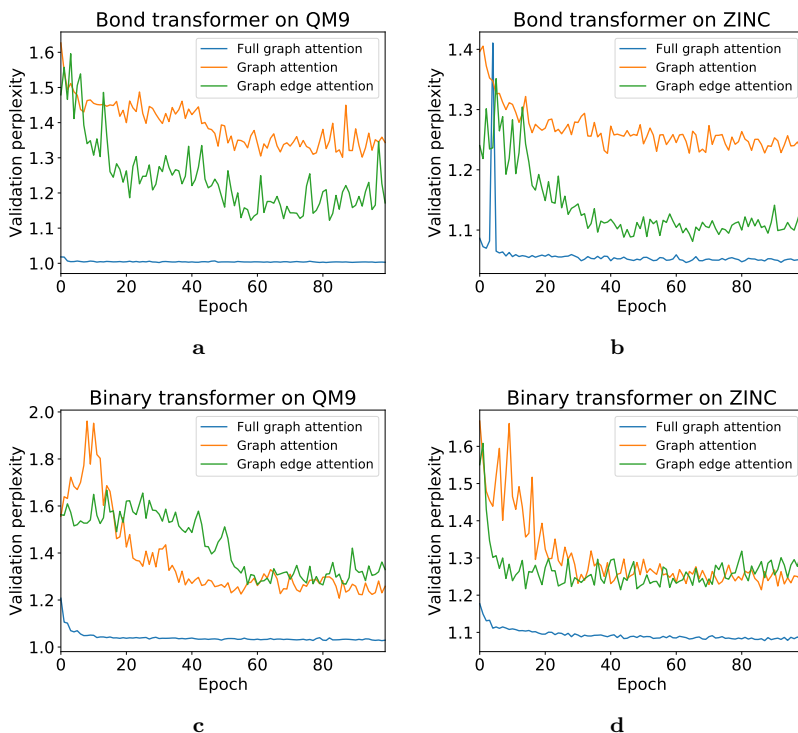 Bond transformer on QM9
Validation perplexity
1.6
1.5
1.4
1.3
1.2
1.1
1.0
Full graph attention
Graph attention
Graph edge attention
0 20 40 60 80
Epoch
a
Bond transformer on ZINC
Validation perplexity
1.4
1.3
1.2
1.1
Full graph attention
Graph attention
Graph edge attention
0 20 40 60 80
Epoch
b
Binary transformer on QM9
Validation perplexity
2.0
1.8
1.6
1.4
1.2
1.0
Full graph attention
Graph attention
Graph edge attention
0 20 40 60 80
Epoch
c
Binary transformer on ZINC
Validation perplexity
1.6
1.5
1.4
1.3
1.2
1.1
Full graph attention
Graph attention
Graph edge attention
0 20 40 60 80
Epoch
d